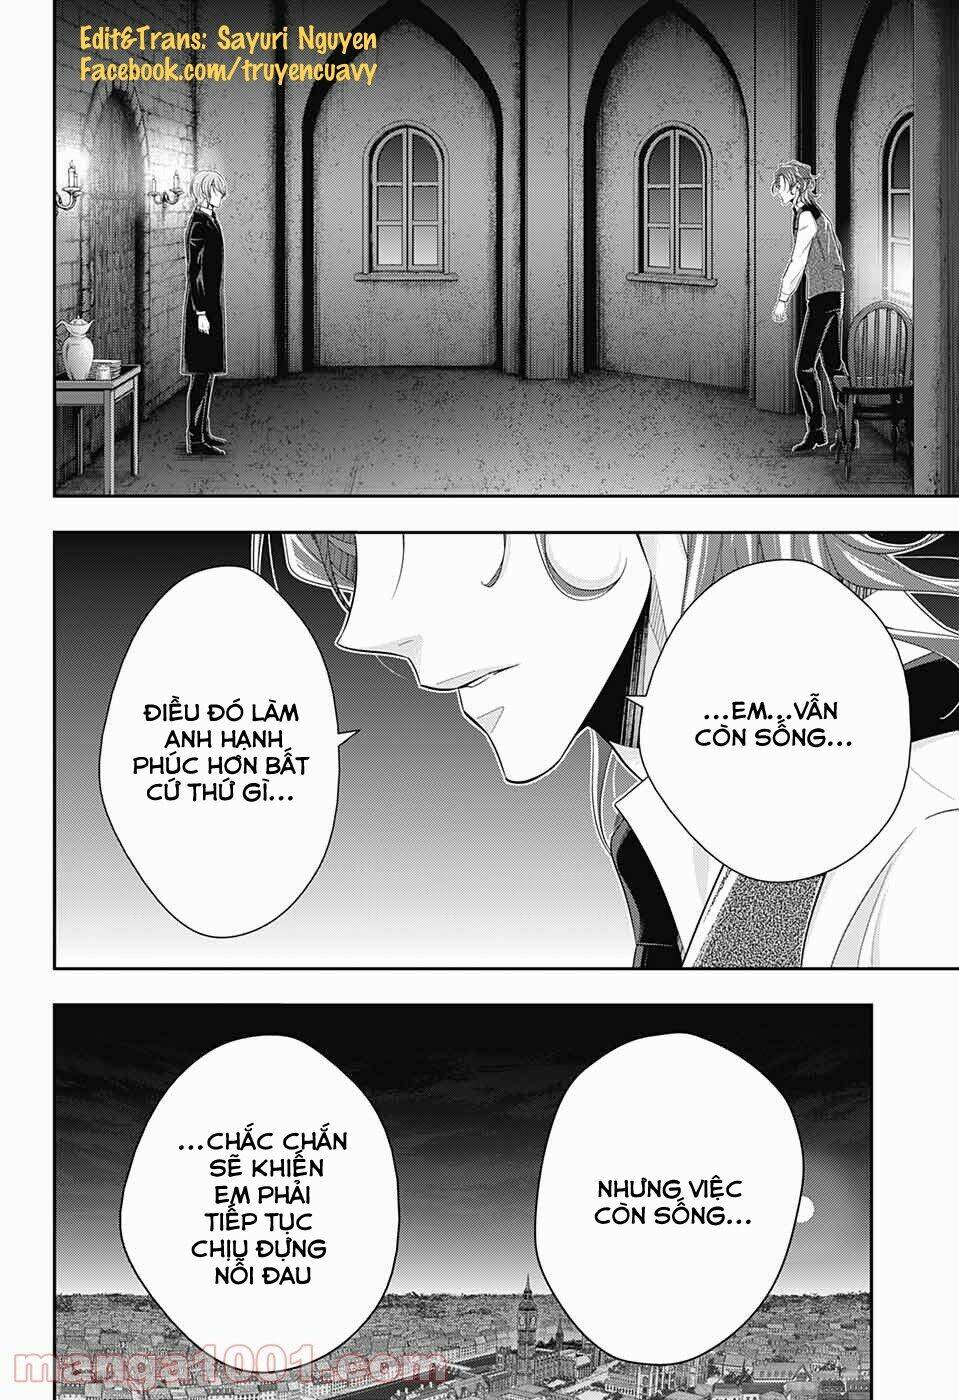 Edit&Trans: Sayuri Nguyen
Facebook.com/truyencuavy
...EM...VẪN
CÒN SỐNG...
ĐIỀU ĐÓ LÀM
ANH HẠNH
PHÚC HƠN BẤT
CỨ THỨ GÌ...
NHƯNG VIỆC
CÒN SỐNG...
...CHẮC CHẮN
SẼ KHIẾN
EM PHẢI
TIẾP TỤC
CHỊU ĐỰNG
NỖI ĐAU
manga1001.com